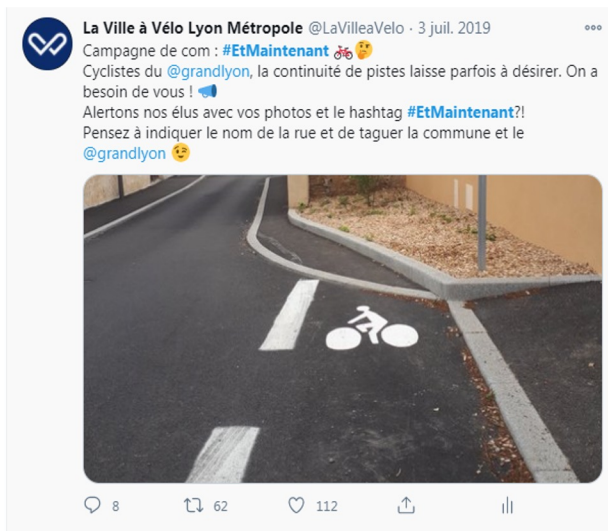 La Ville à Vélo Lyon Métropole @LaVilleaVelo · 3 juil. 2019
Campagne de com : #EtMaintenant 🚲🤔
Cyclistes du @grandlyon, la continuité de pistes laisse parfois à désirer. On a
besoin de vous ! 📣
Alertons nos élus avec vos photos et le hashtag #EtMaintenant?!
Pensez à indiquer le nom de la rue et de taguer la commune et le
@grandlyon 😉
8 62 112